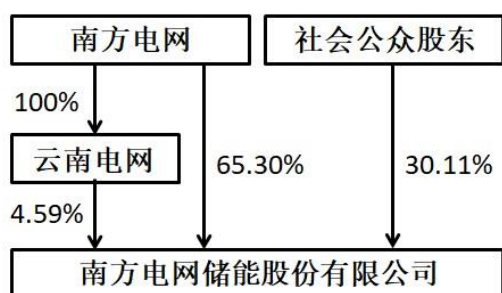 南方电网
社会公众股东
100%
云南电网
65.30%
30.11%
4.59%
南方电网储能股份有限公司